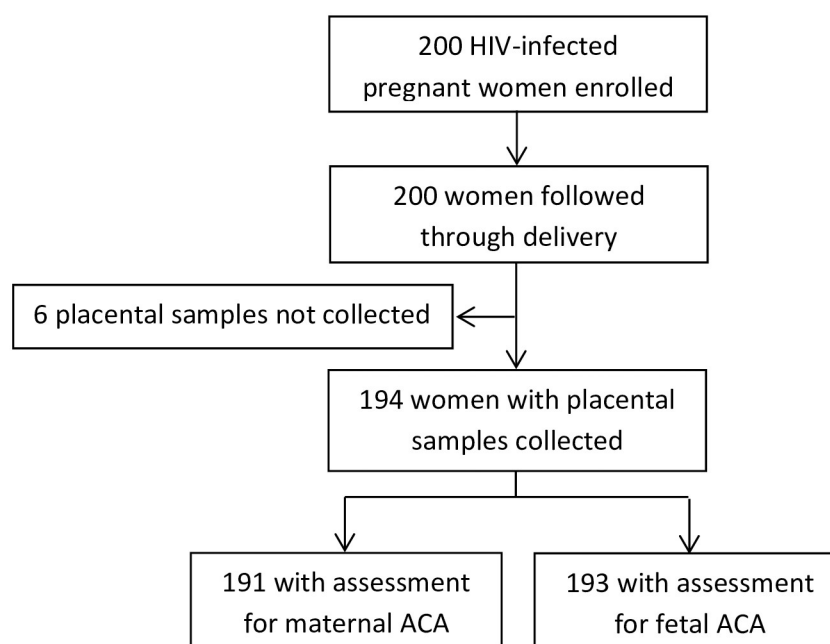 200 HIV-infected
pregnant women enrolled
200 women followed
through delivery
6 placental samples not collected
194 women with placental
samples collected
191 with assessment
for maternal ACA
193 with assessment
for fetal ACA